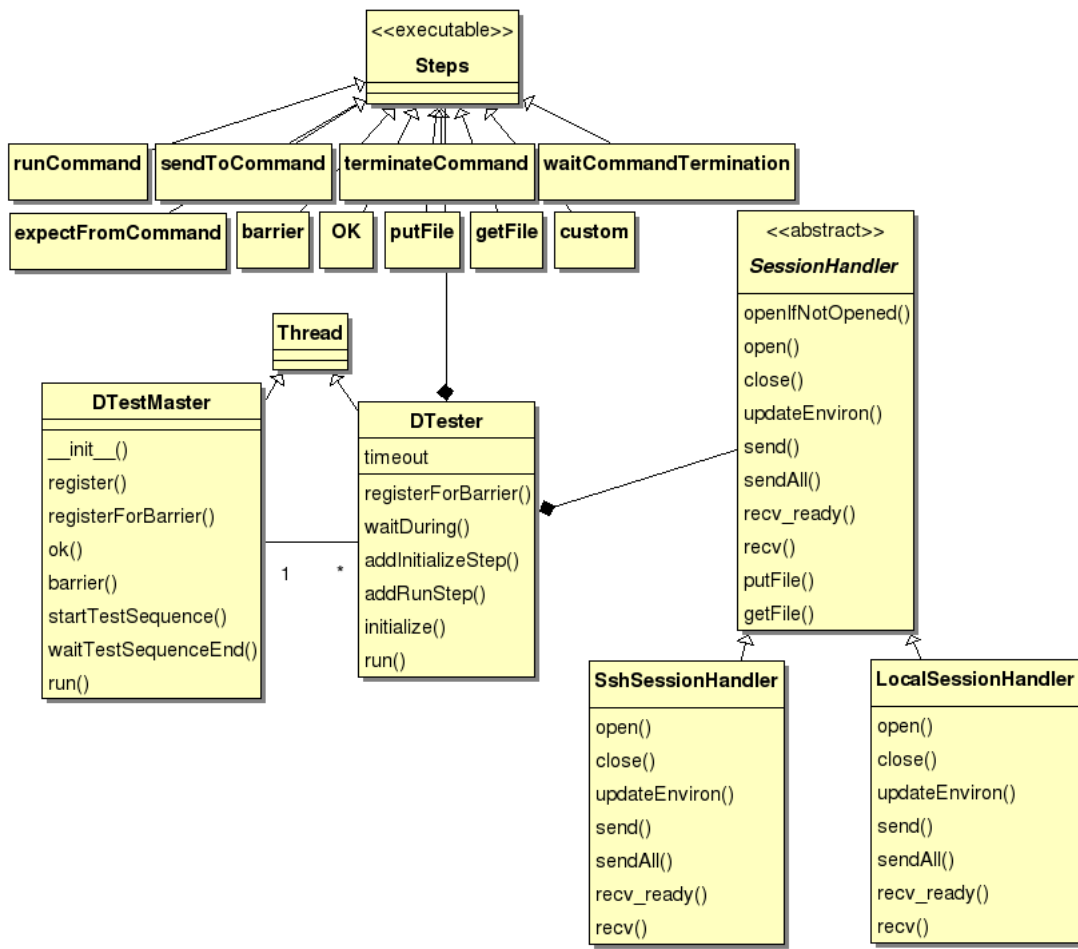 <<executable>>
Steps
runCommand
sendToCommand
terminateCommand
waitCommandTermination
expectFromCommand
barrier
OK
putFile
getFile
custom
<<abstract>>
SessionHandler
openIfNotOpened()
open()
close()
updateEnviron()
send()
sendAll()
recv_ready()
recv()
putFile()
getFile()
Thread
DTestMaster
__init__()
register()
registerForBarrier()
ok()
barrier()
startTestSequence()
waitTestSequenceEnd()
run()
1
*
DTester
timeout
registerForBarrier()
waitDuring()
addInitializeStep()
addRunStep()
initialize()
run()
SshSessionHandler
open()
close()
updateEnviron()
send()
sendAll()
recv_ready()
recv()
LocalSessionHandler
open()
close()
updateEnviron()
send()
sendAll()
recv_ready()
recv()